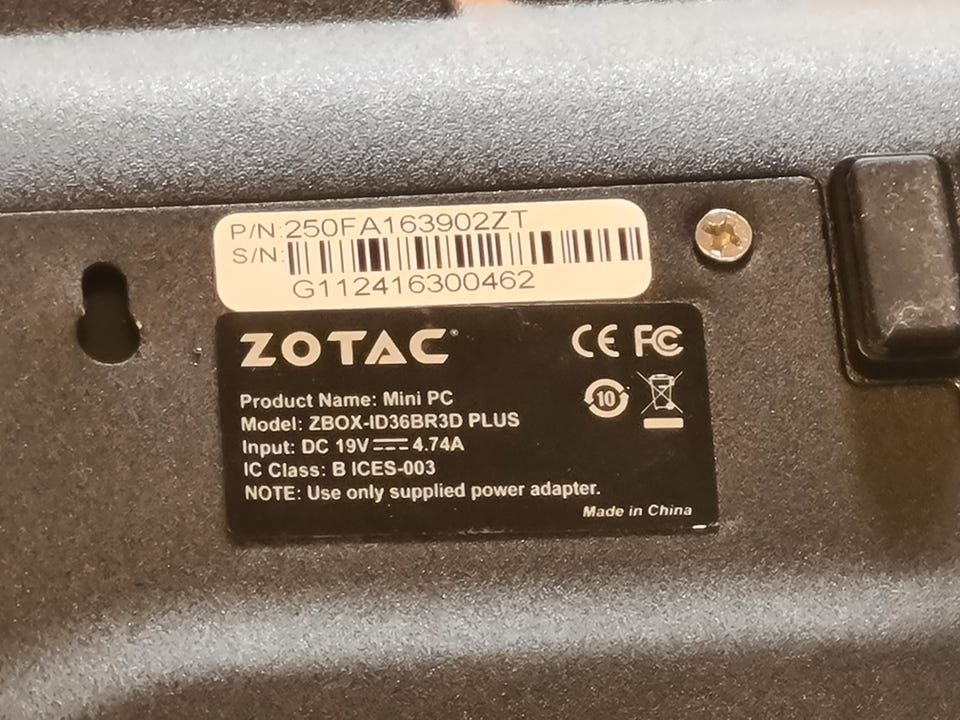 P/N:250FA163902ZT
S/N:
G112416300462
ZOTAC®
CE FC
Product Name: Mini PC
10
Model: ZBOX-ID36BR3D PLUS
Input: DC 19V⎓4.74A
IC Class: B ICES-003
NOTE: Use only supplied power adapter.
Made in China